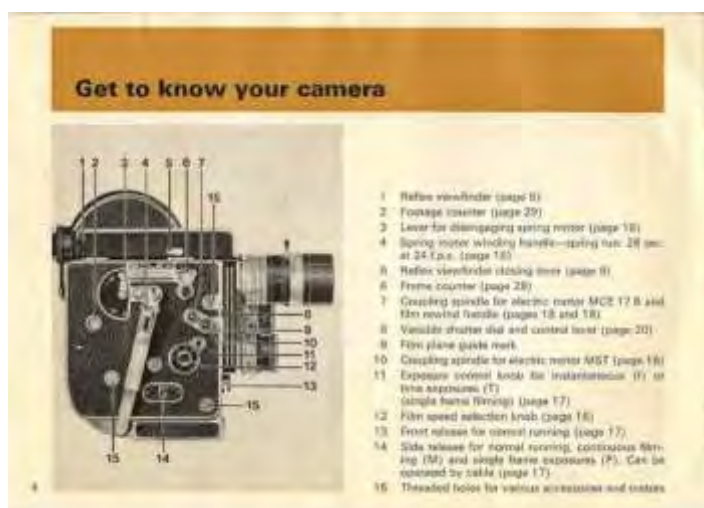 Get to know your camera
1 2 3 4 5 6 7
15
8
9
10
11
12
13
15
15 14
1 Reflex viewfinder (page 8)
2 Footage counter (page 29)
3 Lever for disengaging spring motor (page 16)
4 Spring motor winding handle—spring run: 28 sec.
at 24 f.p.s. (page 16)
5 Reflex viewfinder closing lever (page 9)
6 Frame counter (page 29)
7 Coupling spindle for electric motor MCE 17 B and
film rewind handle (pages 18 and 19)
8 Variable shutter dial and control lever (page 20)
9 Film plane guide mark
10 Coupling spindle for electric motor MST (page 18)
11 Exposure control knob for instantaneous (I) or
time exposures (T)
(single frame filming) (page 17)
12 Film speed selection knob (page 16)
13 Front release for normal running (page 17)
14 Side release for normal running, continuous film-
ing (M) and single frame exposures (P). Can be
operated by cable (page 17)
15 Threaded holes for various accessories and motors
4